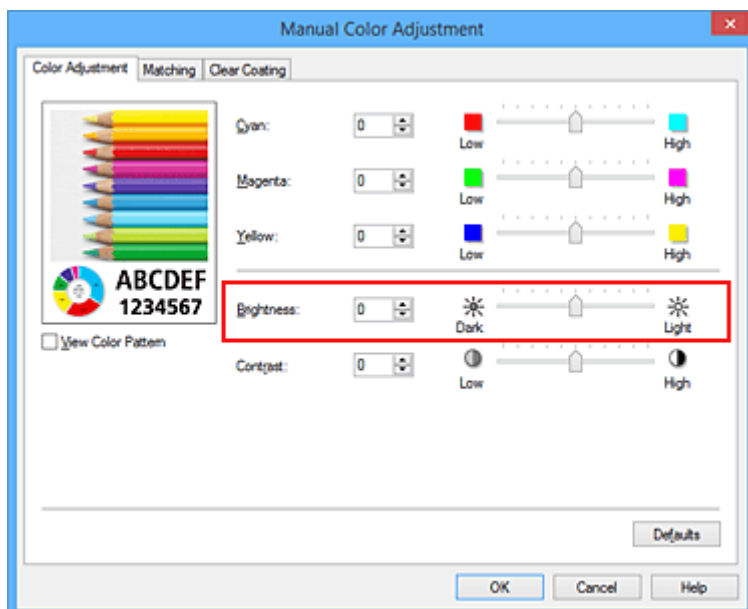 Manual Color Adjustment
Color Adjustment Matching Clear Coating
Cyan: 0 Low High
Magenta: 0 Low High
Yellow: 0 Low High
ABCDEF
1234567
Brightness: 0 Dark Light
View Color Pattern
Contrast: 0 Low High
Defaults
OK Cancel Help